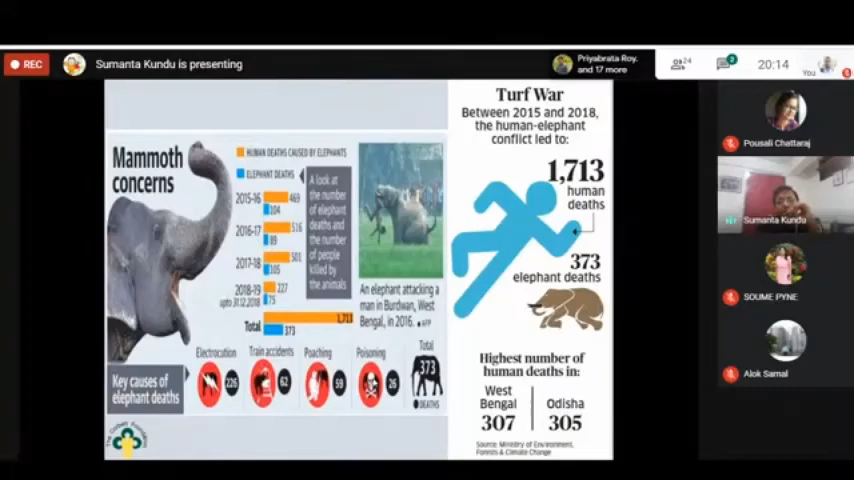 REC
Sumanta Kundu is presenting
Priyabrata Roy.
and 17 more
24
3
20:14
You
Mammoth
concerns
HUMAN DEATHS CAUSED BY ELEPHANTS
ELEPHANT DEATHS
2015-16
469
104
2016-17
516
89
2017-18
501
105
2018-19
upto 31.12.2018
227
75
Total
1,713
373
A look at
the number
of elephant
deaths and
the number
of people
killed by
the animals
An elephant attacking a
man in Burdwan, West
Bengal, in 2016. ■ AFP
Key causes of
elephant deaths
Electrocution
226
Train accidents
62
Poaching
59
Poisoning
26
Total
373
DEATHS
The Corbett Foundation
Turf War
Between 2015 and 2018,
the human-elephant
conflict led to:
1,713
human
deaths
373
elephant deaths
Highest number of
human deaths in:
West
Bengal
307
Odisha
305
Source: Ministry of Environment,
Forests & Climate Change
Pousali Chattaraj
Sumanta Kundu
SOUME PYNE
Alok Samal